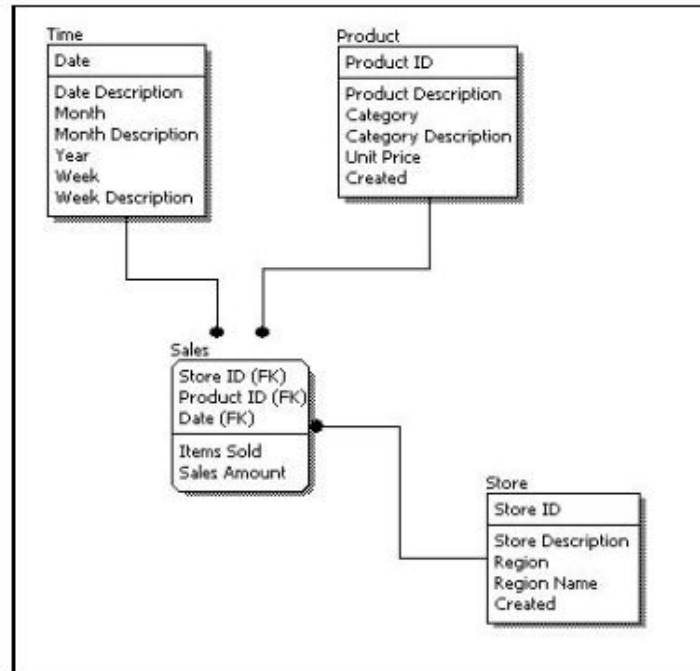 Time
Date
Date Description
Month
Month Description
Year
Week
Week Description
Product
Product ID
Product Description
Category
Category Description
Unit Price
Created
Sales
Store ID (FK)
Product ID (FK)
Date (FK)
Items Sold
Sales Amount
Store
Store ID
Store Description
Region
Region Name
Created